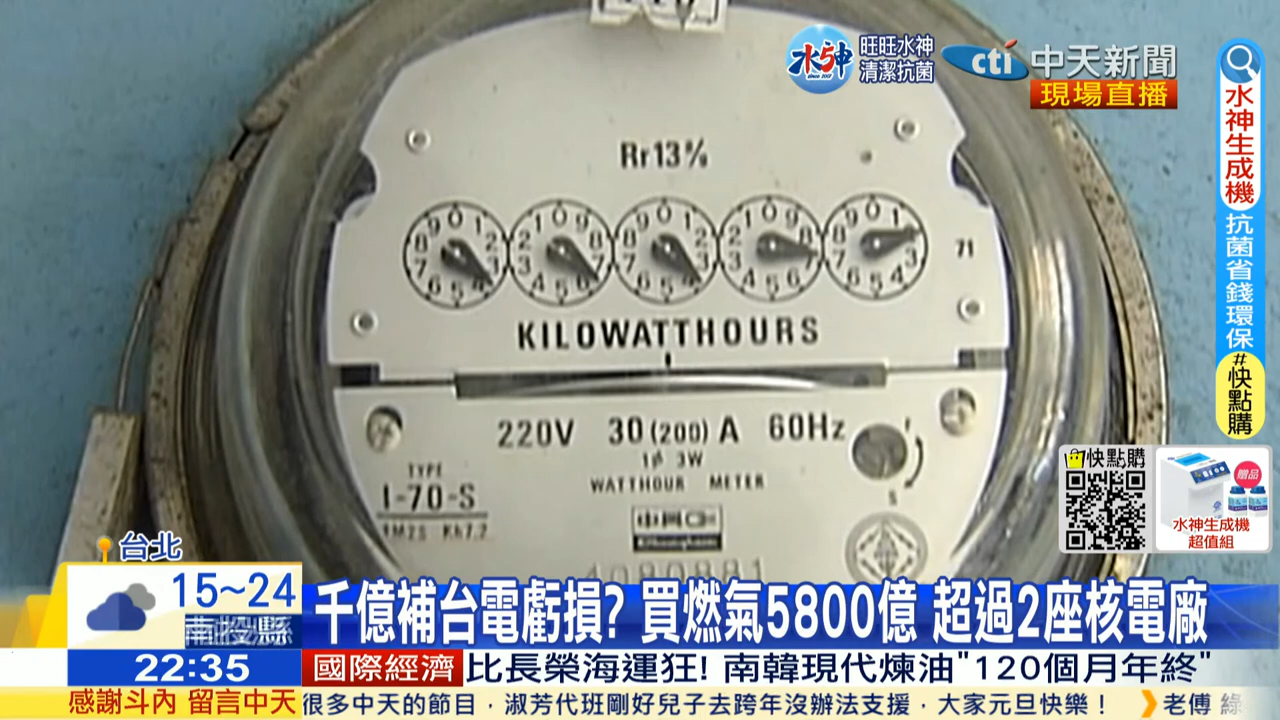 水神
旺旺水神
清潔抗菌
cti 中天新聞
現場直播
水神生成機
抗菌省錢環保
#快點購
Rr13⅜
KILOWATTHOURS
71
220V 30(200)A 60Hz
1ϕ 3W
WATTHOUR METER
TYPE
I-70-S
Kh7.2
S
快點購
贈品
水神生成機
超值組
台北
15~24
南投縣
22:35
千億補台電虧損? 買燃氣5800億 超過2座核電廠
國際經濟 比長榮海運狂! 南韓現代煉油"120個月年終"
感謝斗內 留言中天
很多中天的節目，淑芳代班剛好兒子去跨年沒辦法支援，大家元旦快樂！ 》老傅